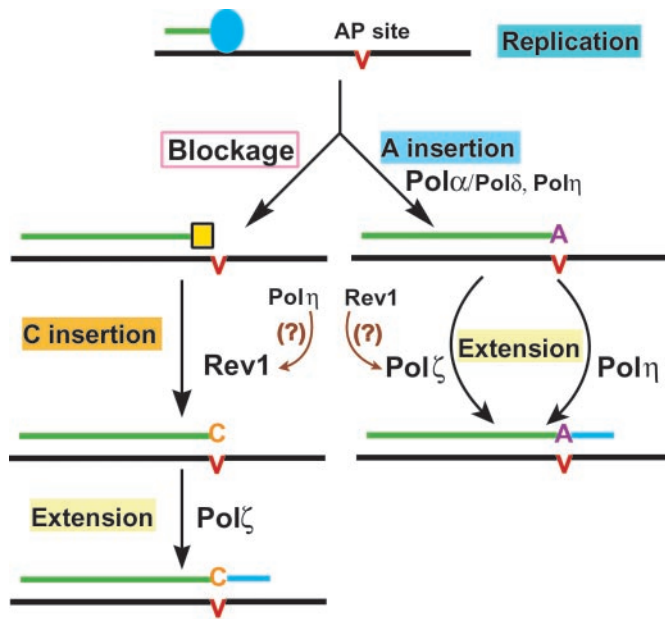 AP site
V
Replication
Blockage
A insertion
Polα/Polδ, Polη
A
V
V
Polη
Rev1
(?)
(?)
C insertion
Rev1
Polζ
Extension
Polη
C
V
A
V
Extension
Polζ
C
V